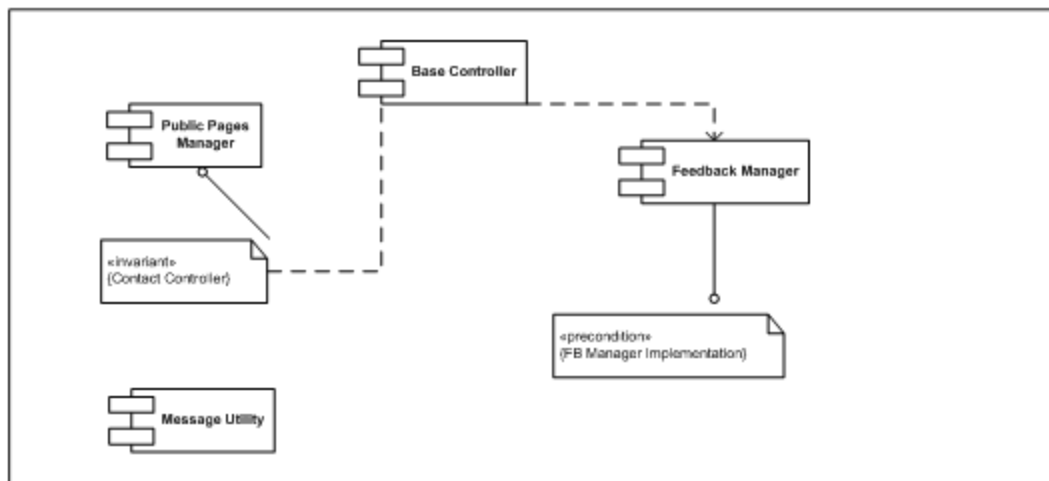 Base Controller
Public Pages
Manager
Feedback Manager
«invariant»
{Contact Controller}
«precondition»
{FB Manager Implementation}
Message Utility